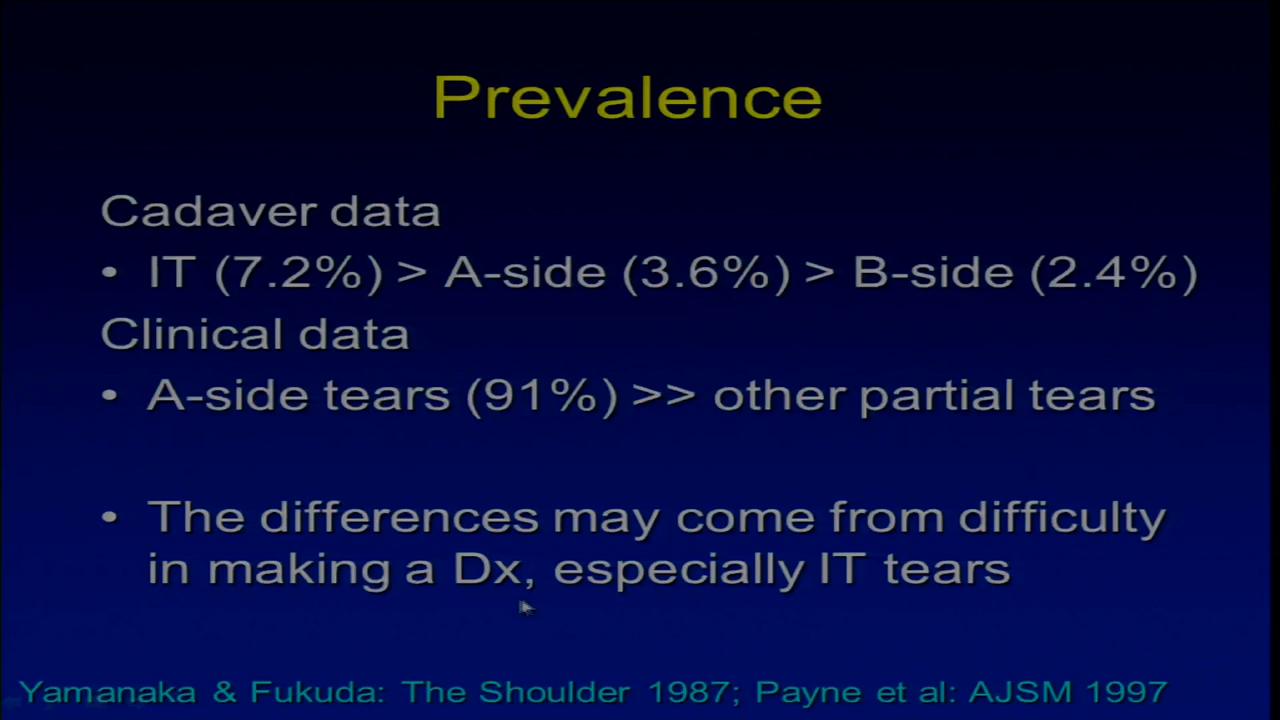 Prevalence
Cadaver data
• IT (7.2%) > A-side (3.6%) > B-side (2.4%)
Clinical data
• A-side tears (91%) >> other partial tears
• The differences may come from difficulty
in making a Dx, especially IT tears
Yamanaka & Fukuda: The Shoulder 1987; Payne et al: AJSM 1997